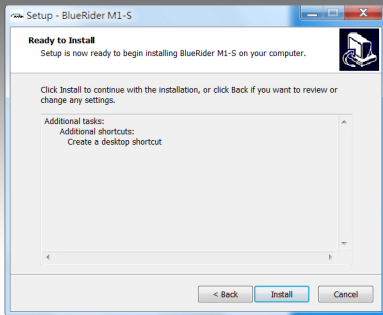 Setup - BlueRider M1-S
Ready to Install
Setup is now ready to begin installing BlueRider M1-S on your computer.
Click Install to continue with the installation, or click Back if you want to review or
change any settings.
Additional tasks:
Additional shortcuts:
Create a desktop shortcut
< Back
Install
Cancel